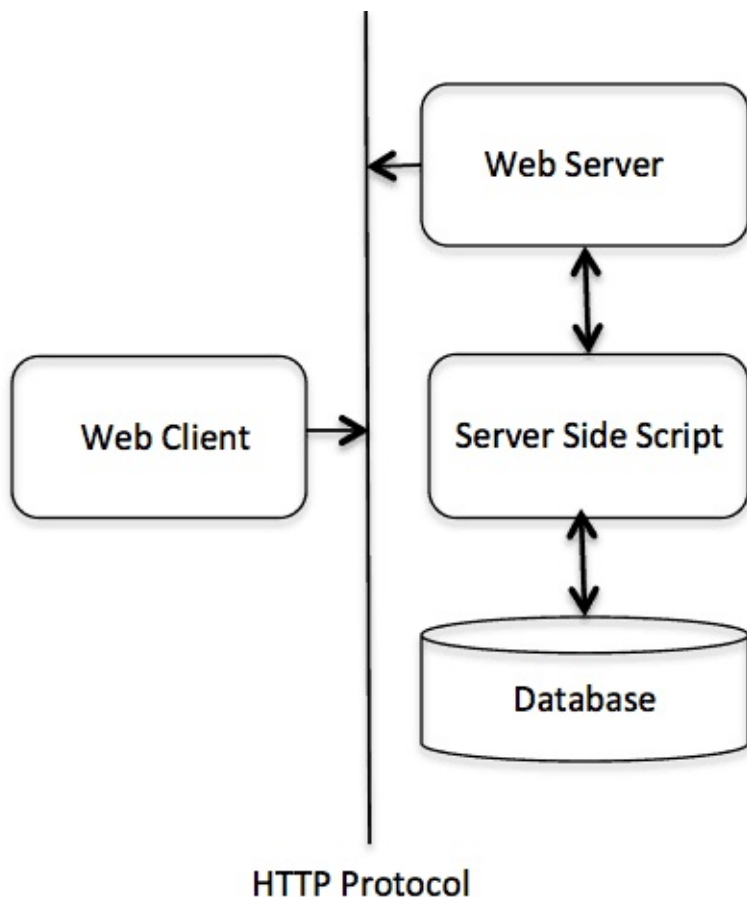 Web Server
Web Client
Server Side Script
Database
HTTP Protocol